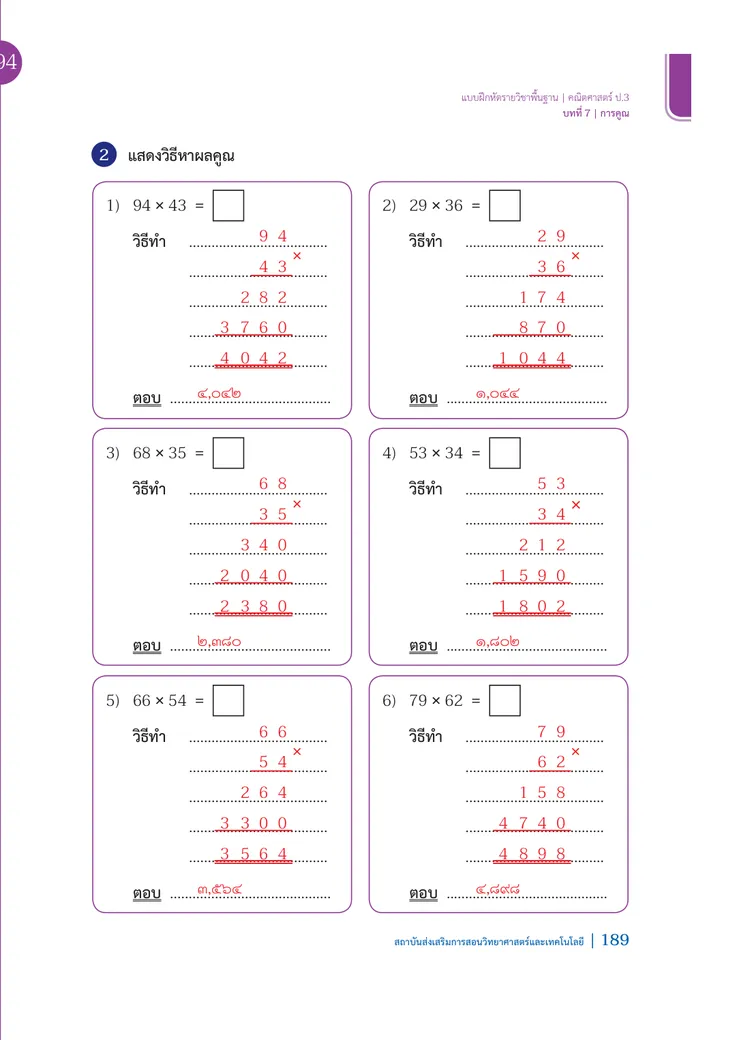 94
แบบฝึกหัดรายวิชาพื้นฐาน | คณิตศาสตร์ ป.3
บทที่ 7 | การคูณ
2 แสดงวิธีหาผลคูณ
1) 94 × 43 =
วิธีทำ 9 4
4 3 ×
2 8 2
3 7 6 0
4 0 4 2
ตอบ ๔,๐๔๒
2) 29 × 36 =
วิธีทำ 2 9
3 6 ×
1 7 4
8 7 0
1 0 4 4
ตอบ ๑,๐๔๔
3) 68 × 35 =
วิธีทำ 6 8
3 5 ×
3 4 0
2 0 4 0
2 3 8 0
ตอบ ๒,๓๘๐
4) 53 × 34 =
วิธีทำ 5 3
3 4 ×
2 1 2
1 5 9 0
1 8 0 2
ตอบ ๑,๘๐๒
5) 66 × 54 =
วิธีทำ 6 6
5 4 ×
2 6 4
3 3 0 0
3 5 6 4
ตอบ ๓,๕๖๔
6) 79 × 62 =
วิธีทำ 7 9
6 2 ×
1 5 8
4 7 4 0
4 8 9 8
ตอบ ๔,๘๙๘
สถาบันส่งเสริมการสอนวิทยาศาสตร์และเทคโนโลยี | 189